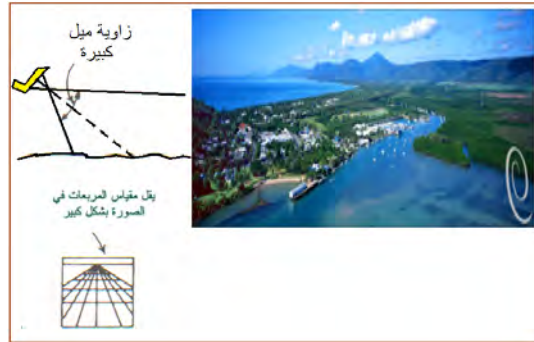 زاوية ميل
كبيرة
يقل مقياس المربعات في
الصورة بشكل كبير